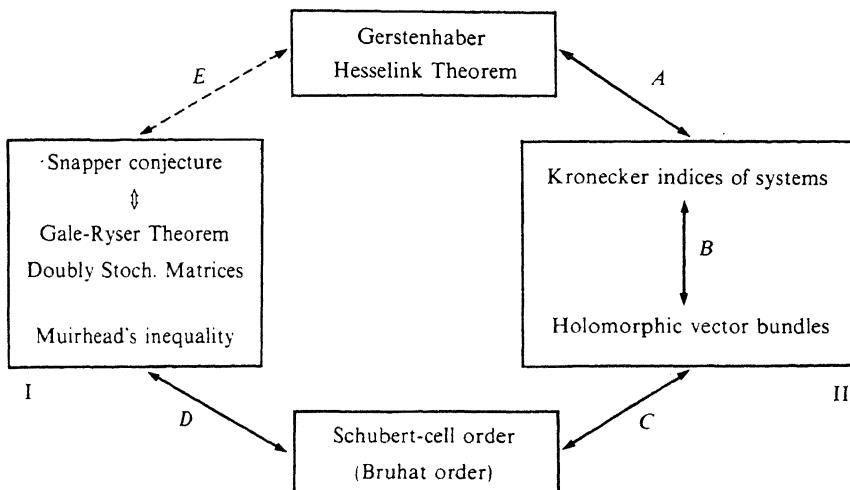 Gerstenhaber
Hesselink Theorem
E
A
Snapper conjecture
⇕
Gale-Ryser Theorem
Doubly Stoch. Matrices
Muirhead's inequality
Kronecker indices of systems
B
Holomorphic vector bundles
I
II
D
C
Schubert-cell order
(Bruhat order)